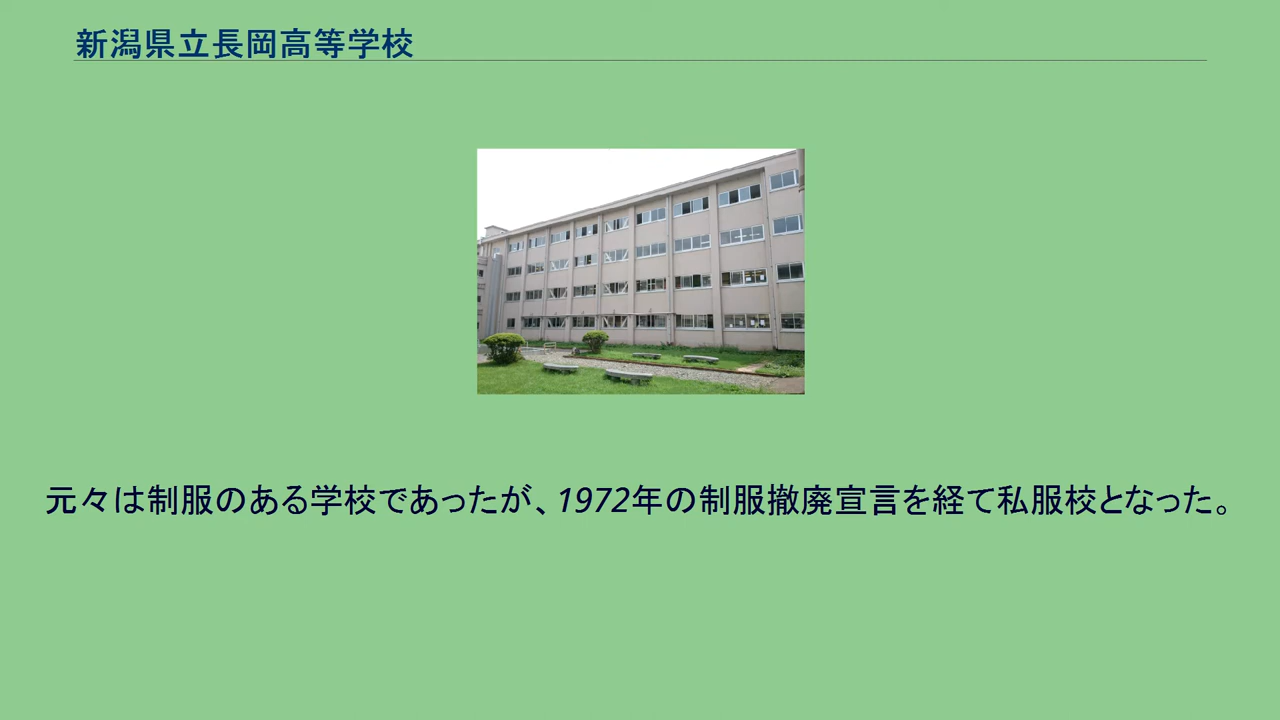 新潟県立長岡高等学校
元々は制服のある学校であったが、1972年の制服撤廃宣言を経て私服校となった。